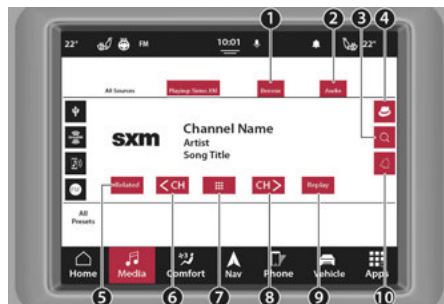 1 2 3 4
22° FM 10:01 22°
All Sources Playing: Sirius XM Browse Audio
sxm
Channel Name
Artist
Song Title
Related <CH CH> Replay
All
Presets
Home Media Comfort Nav Phone Vehicle Apps
5 6 7 8 9 10